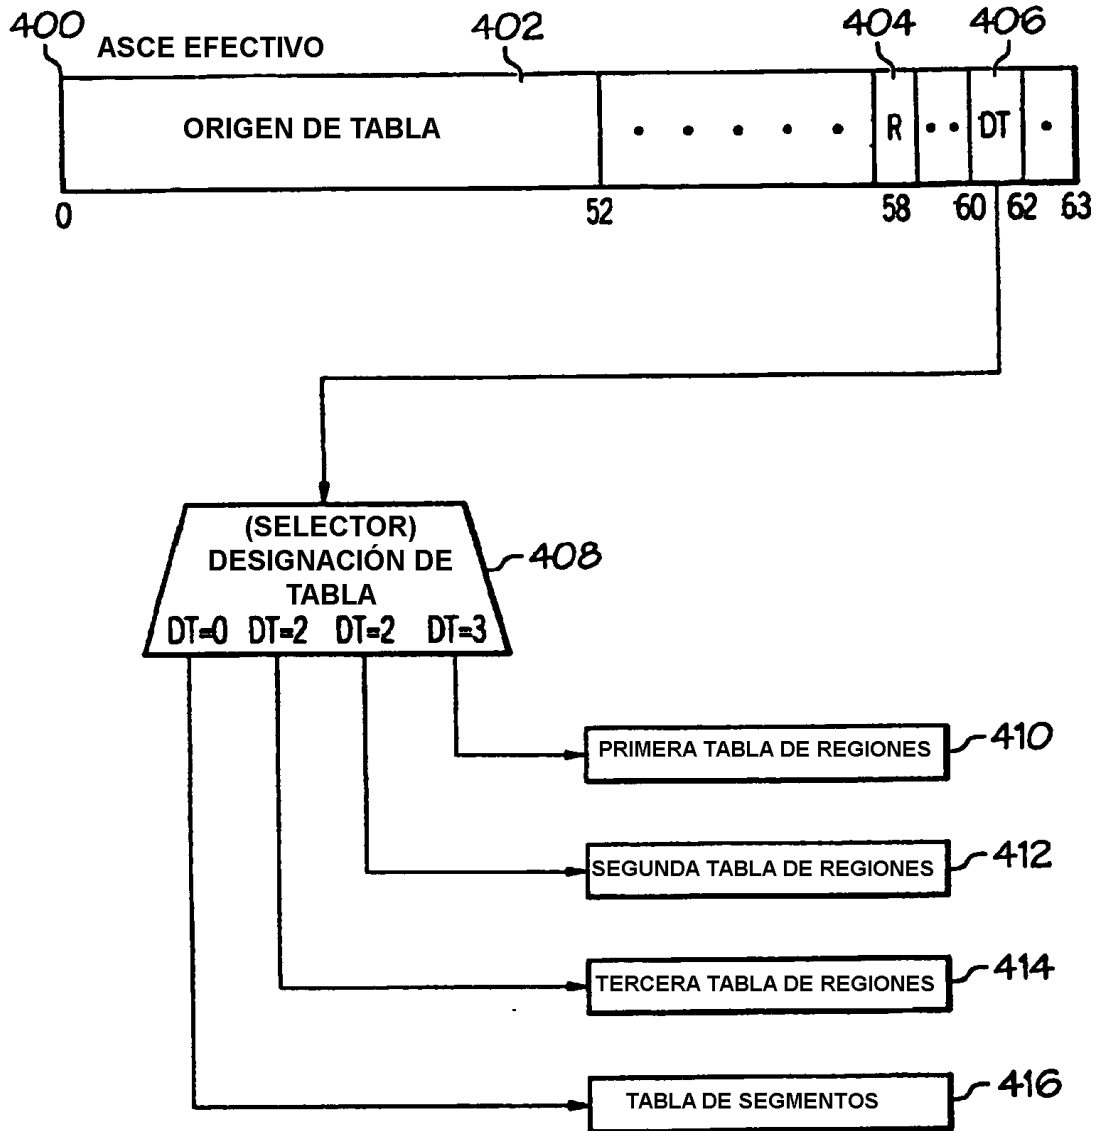 400 ASCE EFECTIVO 402 404 406
ORIGEN DE TABLA • • • • • R • • DT •
0 52 58 60 62 63
(SELECTOR)
DESIGNACIÓN DE
TABLA
408
DT=0 DT=2 DT=2 DT=3
PRIMERA TABLA DE REGIONES 410
SEGUNDA TABLA DE REGIONES 412
TERCERA TABLA DE REGIONES 414
TABLA DE SEGMENTOS 416